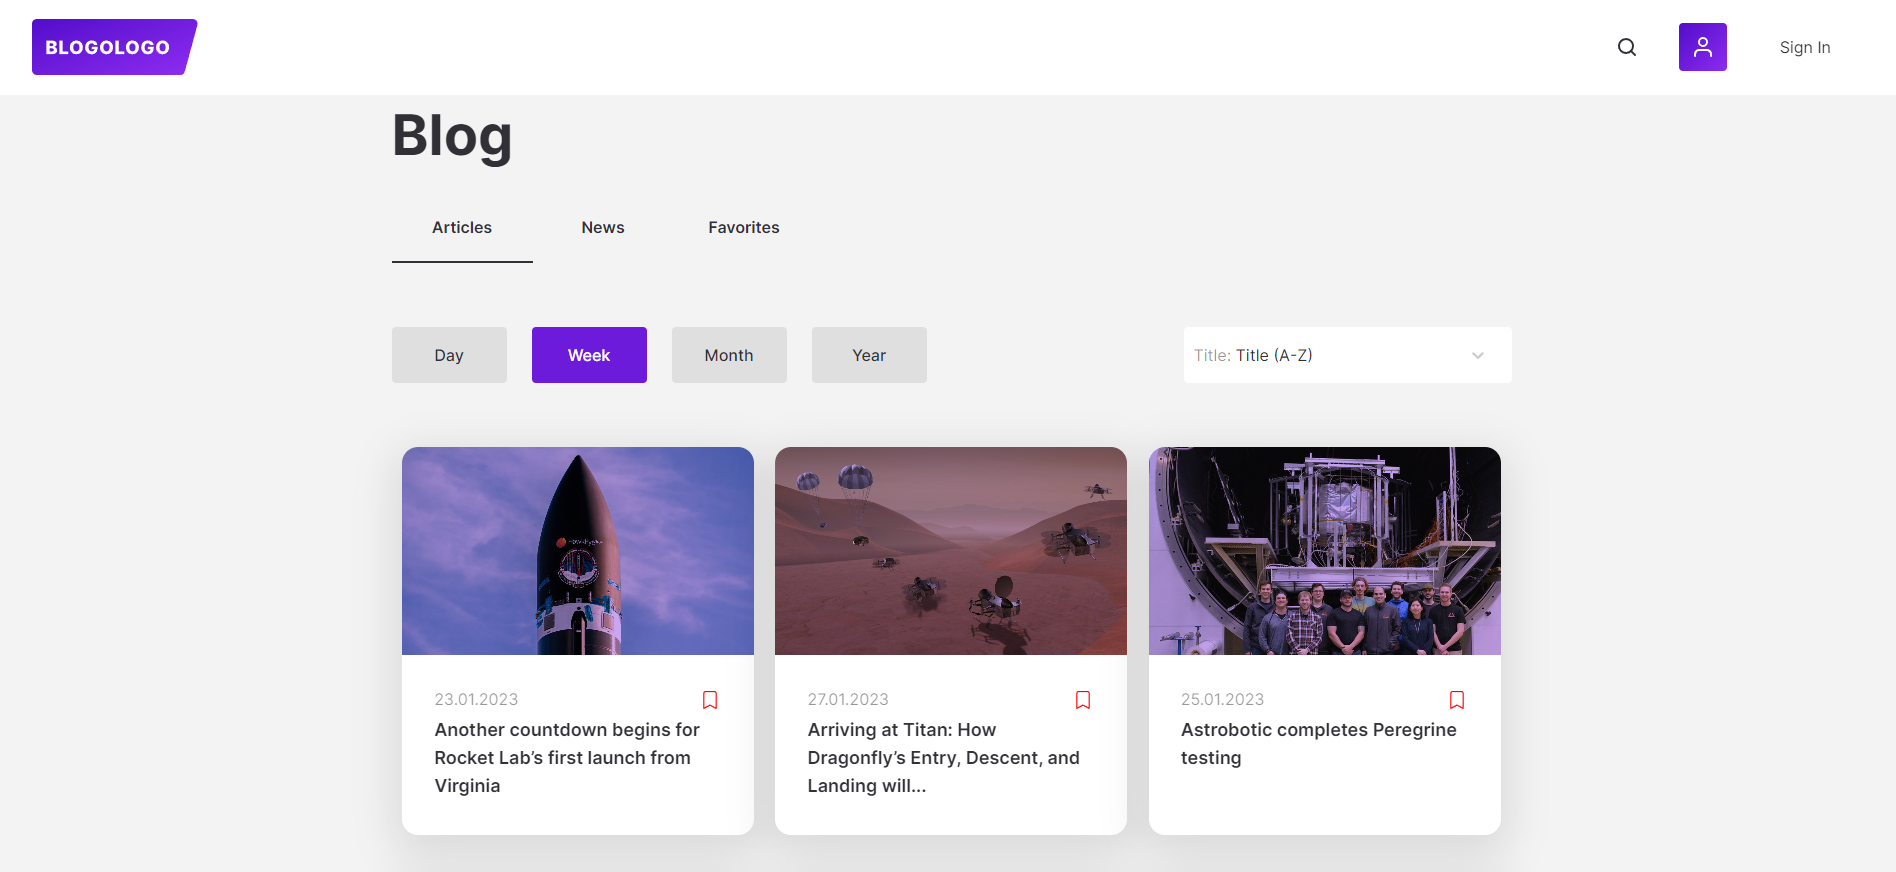 BLOGOLOGO
Sign In
Blog
Articles News Favorites
Day Week Month Year Title: Title (A-Z)
23.01.2023
Another countdown begins for
Rocket Lab’s first launch from
Virginia
27.01.2023
Arriving at Titan: How
Dragonfly’s Entry, Descent, and
Landing will...
25.01.2023
Astrobotic completes Peregrine
testing